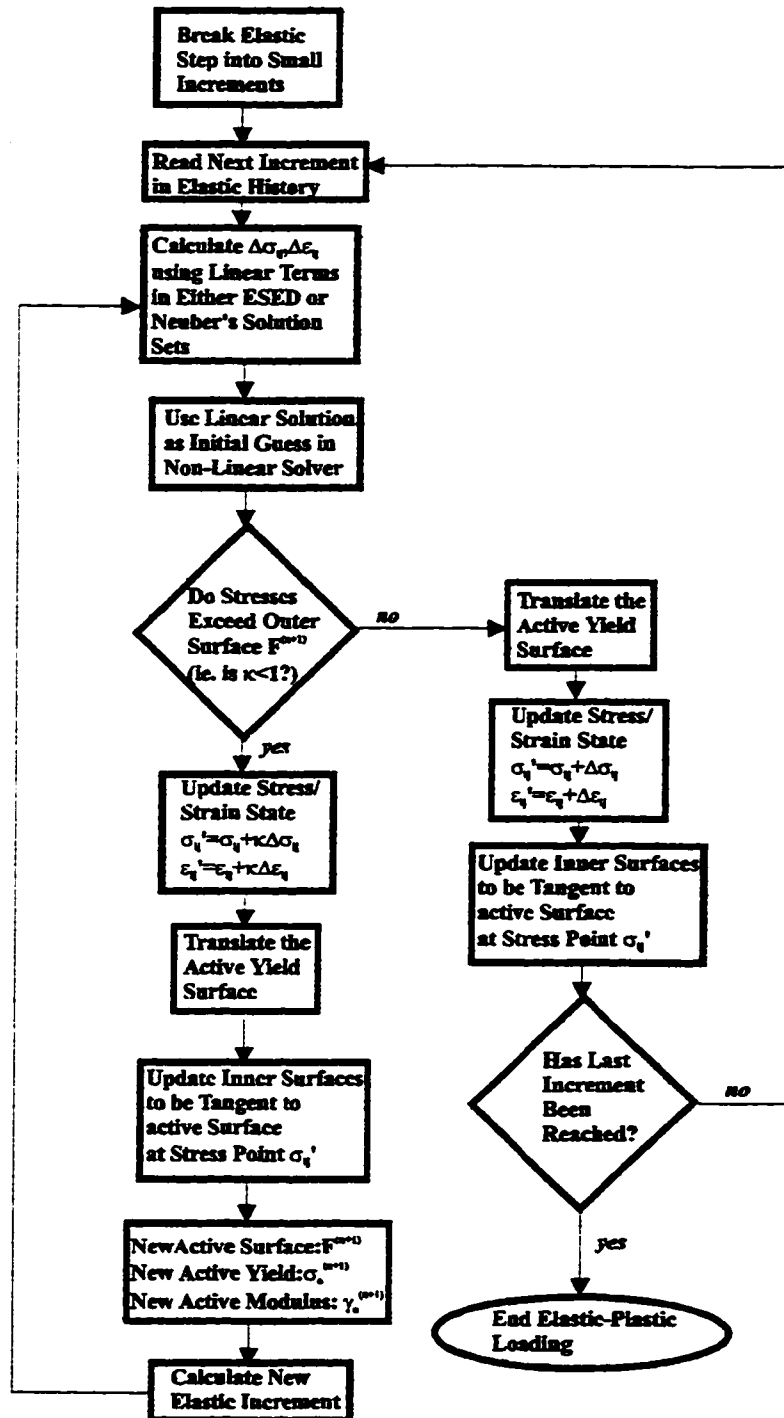 Break Elastic
Step into Small
Increments
Read Next Increment
in Elastic History
Calculate Δσᵢⱼ,Δεᵢⱼ
using Linear Terms
in Either ESED or
Neuber's Solution
Sets
Use Linear Solution
as Initial Guess in
Non-Linear Solver
Do Stresses
Exceed Outer
Surface F⁽ⁿ⁺¹⁾
(ie. is κ<1?)
no
yes
Update Stress/
Strain State
σᵢⱼ'=σᵢⱼ+κΔσᵢⱼ
εᵢⱼ'=εᵢⱼ+κΔεᵢⱼ
Translate the
Active Yield
Surface
Update Inner Surfaces
to be Tangent to
active Surface
at Stress Point σᵢⱼ'
NewActive Surface:F⁽ⁿ⁺¹⁾
New Active Yield:σₒ⁽ⁿ⁺¹⁾
New Active Modulus: γₒ⁽ⁿ⁺¹⁾
Calculate New
Elastic Increment
Translate the
Active Yield
Surface
Update Stress/
Strain State
σᵢⱼ'=σᵢⱼ+Δσᵢⱼ
εᵢⱼ'=εᵢⱼ+Δεᵢⱼ
Update Inner Surfaces
to be Tangent to
active Surface
at Stress Point σᵢⱼ'
Has Last
Increment
Been
Reached?
no
yes
End Elastic-Plastic
Loading